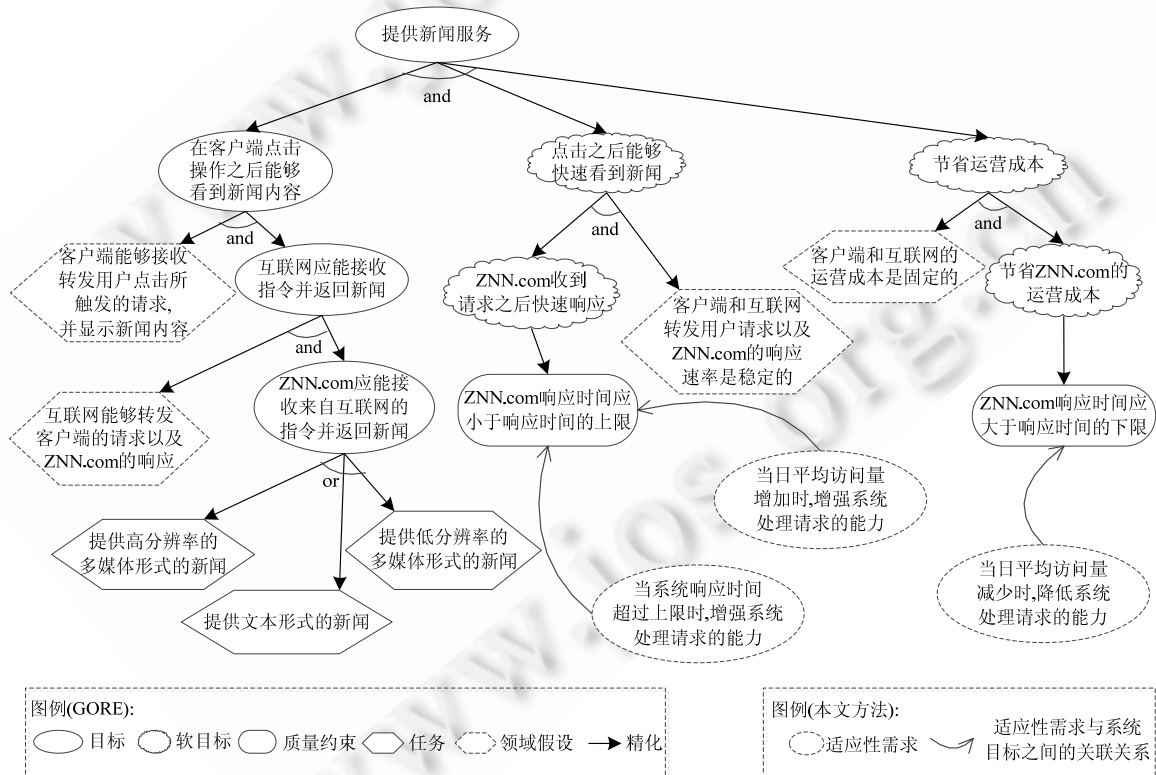 提供新闻服务
and
在客户端点击
操作之后能够
看到新闻内容
点击之后能够
快速看到新闻
节省运营成本
and
and
and
客户端能够接收
转发用户点击所
触发的请求,
并显示新闻内容
互联网应能接收
指令并返回新闻
ZNN.com收到
请求之后快速响应
客户端和互联网
转发用户请求以及
ZNN.com的响应
速率是稳定的
客户端和互联网的
运营成本是固定的
节省ZNN.com的
运营成本
and
互联网能够转发
客户端的请求以及
ZNN.com的响应
ZNN.com应能接
收来自互联网的
指令并返回新闻
ZNN.com响应时间应
小于响应时间的上限
ZNN.com响应时间应
大于响应时间的下限
or
提供高分辨率的
多媒体形式的新闻
提供文本形式的新闻
提供低分辨率的
多媒体形式的新闻
当日平均访问量
增加时,增强系统
处理请求的能力
当系统响应时间
超过上限时,增强系统
处理请求的能力
当日平均访问量
减少时,降低系统
处理请求的能力
图例(GORE):
目标 软目标 质量约束 任务 领域假设 精化
图例(本文方法):
适应性需求
适应性需求与系统
目标之间的关联关系
www.ios.org.cn